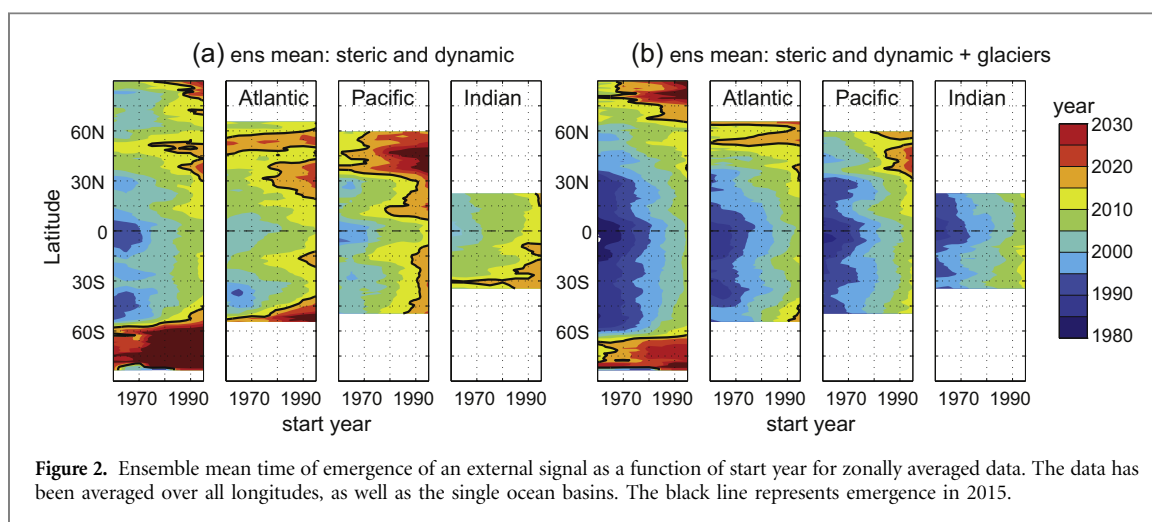 (a) ens mean: steric and dynamic
(b) ens mean: steric and dynamic + glaciers
Atlantic Pacific Indian
Atlantic Pacific Indian
year
60N
30N
0
30S
60S
Latitude
2030
2020
2010
2000
1990
1980
1970 1990 1970 1990 1970 1990 1970 1990
1970 1990 1970 1990 1970 1990 1970 1990
start year
start year
Figure 2. Ensemble mean time of emergence of an external signal as a function of start year for zonally averaged data. The data has
been averaged over all longitudes, as well as the single ocean basins. The black line represents emergence in 2015.